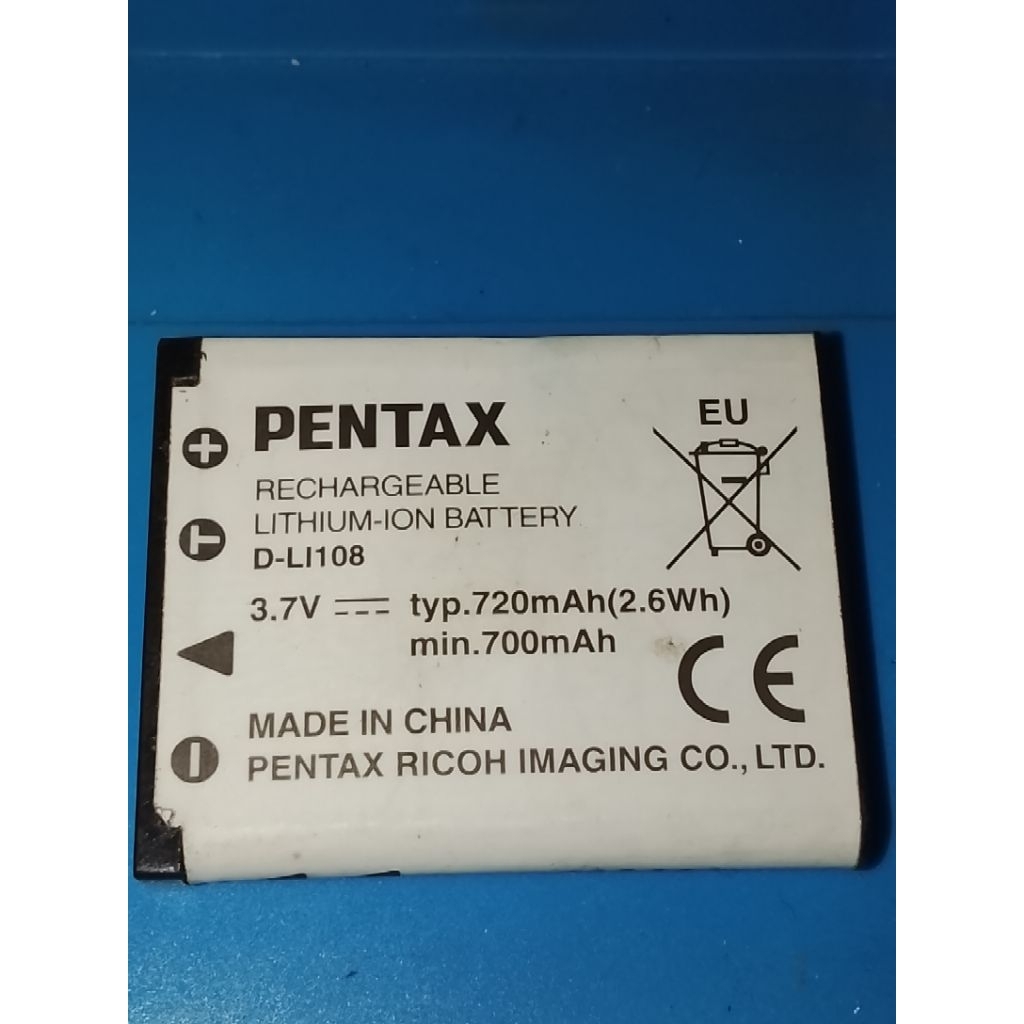 PENTAX
EU
RECHARGEABLE
LITHIUM-ION BATTERY
D-LI108
3.7V typ.720mAh(2.6Wh)
min.700mAh
CE
MADE IN CHINA
PENTAX RICOH IMAGING CO., LTD.
+
T
-